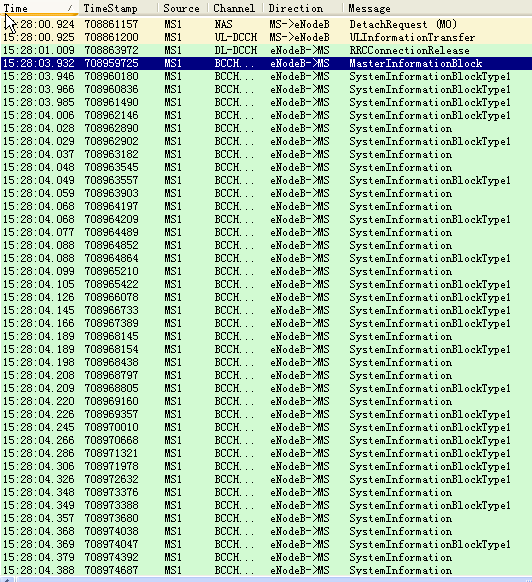 Time / TimeStamp Source Channel Direction Message
15:28:00.924 708861157 MS1 NAS MS->eNodeB DetachRequest (MO)
15:28:00.925 708861200 MS1 UL-DCCH MS->eNodeB ULInformationTransfer
15:28:01.009 708863972 MS1 DL-DCCH eNodeB->MS RRCConnectionRelease
15:28:03.932 708959725 MS1 BCCH... eNodeB->MS MasterInformationBlock
15:28:03.946 708960180 MS1 BCCH... eNodeB->MS SystemInformationBlockType1
15:28:03.966 708960836 MS1 BCCH... eNodeB->MS SystemInformationBlockType1
15:28:03.985 708961490 MS1 BCCH... eNodeB->MS SystemInformationBlockType1
15:28:04.006 708962146 MS1 BCCH... eNodeB->MS SystemInformationBlockType1
15:28:04.028 708962890 MS1 BCCH... eNodeB->MS SystemInformation
15:28:04.029 708962902 MS1 BCCH... eNodeB->MS SystemInformationBlockType1
15:28:04.037 708963182 MS1 BCCH... eNodeB->MS SystemInformation
15:28:04.048 708963545 MS1 BCCH... eNodeB->MS SystemInformation
15:28:04.049 708963557 MS1 BCCH... eNodeB->MS SystemInformationBlockType1
15:28:04.059 708963903 MS1 BCCH... eNodeB->MS SystemInformation
15:28:04.068 708964197 MS1 BCCH... eNodeB->MS SystemInformation
15:28:04.068 708964209 MS1 BCCH... eNodeB->MS SystemInformationBlockType1
15:28:04.077 708964489 MS1 BCCH... eNodeB->MS SystemInformation
15:28:04.088 708964852 MS1 BCCH... eNodeB->MS SystemInformation
15:28:04.088 708964864 MS1 BCCH... eNodeB->MS SystemInformationBlockType1
15:28:04.099 708965210 MS1 BCCH... eNodeB->MS SystemInformation
15:28:04.105 708965422 MS1 BCCH... eNodeB->MS SystemInformationBlockType1
15:28:04.126 708966078 MS1 BCCH... eNodeB->MS SystemInformationBlockType1
15:28:04.145 708966733 MS1 BCCH... eNodeB->MS SystemInformationBlockType1
15:28:04.166 708967389 MS1 BCCH... eNodeB->MS SystemInformationBlockType1
15:28:04.189 708968145 MS1 BCCH... eNodeB->MS SystemInformation
15:28:04.189 708968154 MS1 BCCH... eNodeB->MS SystemInformationBlockType1
15:28:04.198 708968438 MS1 BCCH... eNodeB->MS SystemInformation
15:28:04.208 708968797 MS1 BCCH... eNodeB->MS SystemInformation
15:28:04.209 708968805 MS1 BCCH... eNodeB->MS SystemInformationBlockType1
15:28:04.220 708969160 MS1 BCCH... eNodeB->MS SystemInformation
15:28:04.226 708969357 MS1 BCCH... eNodeB->MS SystemInformationBlockType1
15:28:04.245 708970010 MS1 BCCH... eNodeB->MS SystemInformationBlockType1
15:28:04.266 708970668 MS1 BCCH... eNodeB->MS SystemInformationBlockType1
15:28:04.286 708971321 MS1 BCCH... eNodeB->MS SystemInformationBlockType1
15:28:04.306 708971978 MS1 BCCH... eNodeB->MS SystemInformationBlockType1
15:28:04.326 708972632 MS1 BCCH... eNodeB->MS SystemInformationBlockType1
15:28:04.348 708973376 MS1 BCCH... eNodeB->MS SystemInformation
15:28:04.349 708973388 MS1 BCCH... eNodeB->MS SystemInformationBlockType1
15:28:04.357 708973680 MS1 BCCH... eNodeB->MS SystemInformation
15:28:04.368 708974038 MS1 BCCH... eNodeB->MS SystemInformation
15:28:04.369 708974047 MS1 BCCH... eNodeB->MS SystemInformationBlockType1
15:28:04.379 708974392 MS1 BCCH... eNodeB->MS SystemInformation
15:28:04.388 708974687 MS1 BCCH... eNodeB->MS SystemInformation